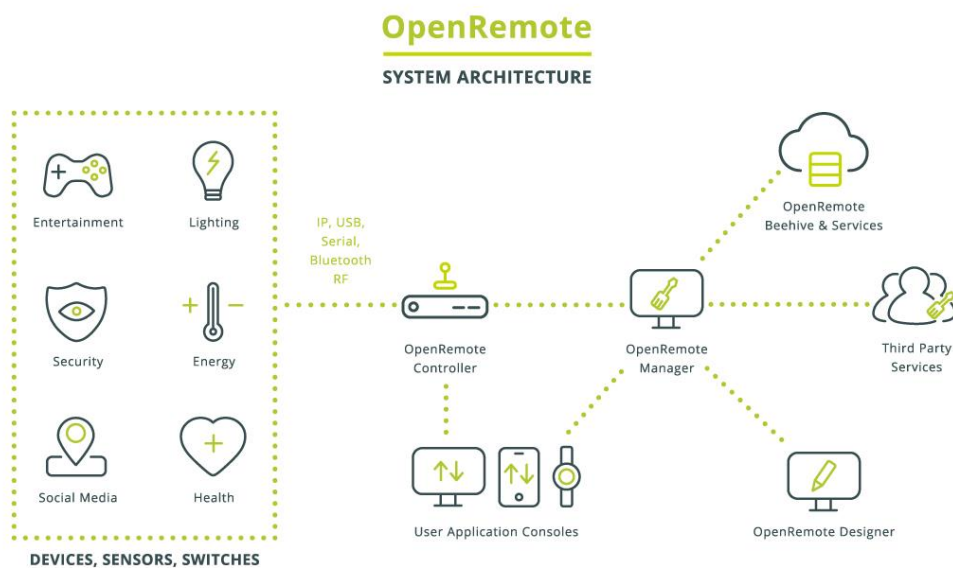 OpenRemote
SYSTEM ARCHITECTURE
Entertainment
Lighting
Security
Energy
Social Media
Health
DEVICES, SENSORS, SWITCHES
IP, USB,
Serial,
Bluetooth
RF
OpenRemote
Controller
OpenRemote
Manager
OpenRemote
Beehive & Services
Third Party
Services
User Application Consoles
OpenRemote Designer